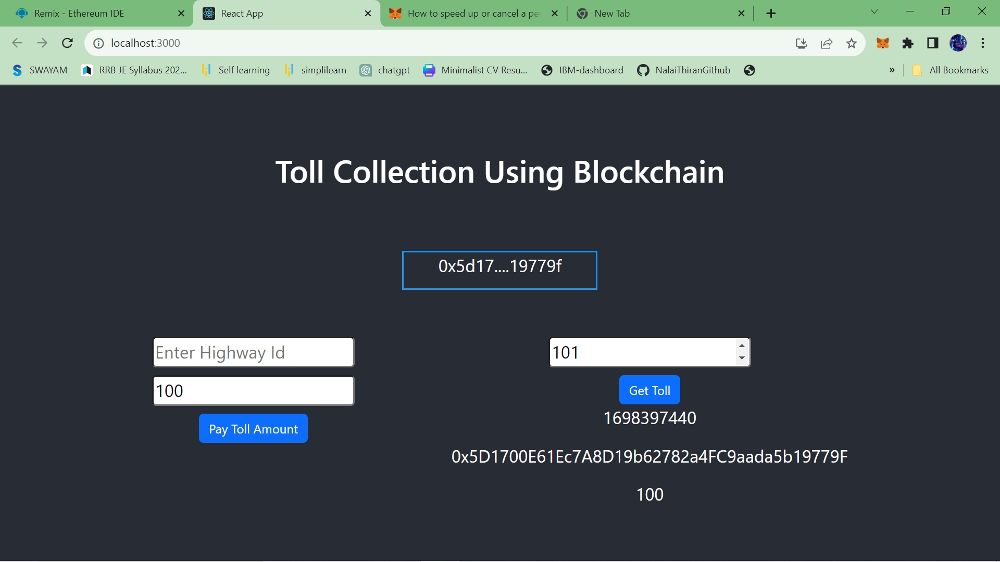 Remix - Ethereum IDE
React App
How to speed up or cancel a pe
New Tab
localhost:3000
SWAYAM
RRB JE Syllabus 202...
Self learning
simplilearn
chatgpt
Minimalist CV Resu...
IBM-dashboard
NalaiThiranGithub
»
All Bookmarks
Toll Collection Using Blockchain
0x5d17....19779f
Enter Highway Id
100
Pay Toll Amount
101
Get Toll
1698397440
0x5D1700E61Ec7A8D19b62782a4FC9aada5b19779F
100